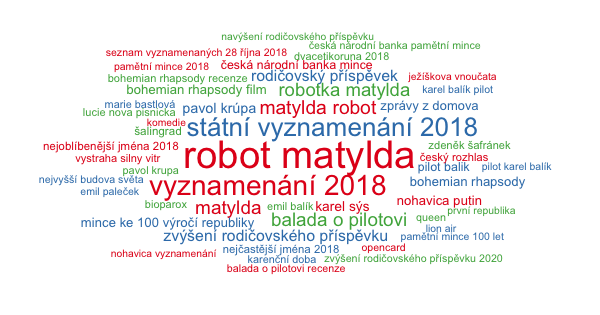 navýšení rodičovského příspěvku
česká národní banka pamětní mince
seznam vyznamenaných 28 října 2018
dvacetikoruna 2018
pamětní mince 2018
česká národní banka mince
bohemian rhapsody recenze
rodičovský příspěvek
ježíškova vnoučata
bohemian rhapsody film
robotka matylda
karel balík pilot
marie bastlová
pavol krúpa
matylda robot
zprávy z domova
lucie nova pisnicka
komedie
šalingrad
státní vyznamenání 2018
nejoblíbenější jména 2018
zdeněk šafránek
vystraha silny vitr
robot matylda
český rozhlas
pavol krupa
pilot balík
pilot karel balík
nejvyšší budova světa
vyznamenání 2018
bohemian rhapsody
emil paleček
bioparox
matylda
emil balík
karel sýs
nohavica putin
mince ke 100 výročí republiky
balada o pilotovi
queen
první republika
lion air
zvýšení rodičovského příspěvku
pamětní mince 100 let
nohavica vyznamenání
nejčastější jména 2018
opencard
karenční doba
zvýšení rodičovského příspěvku 2020
balada o pilotovi recenze